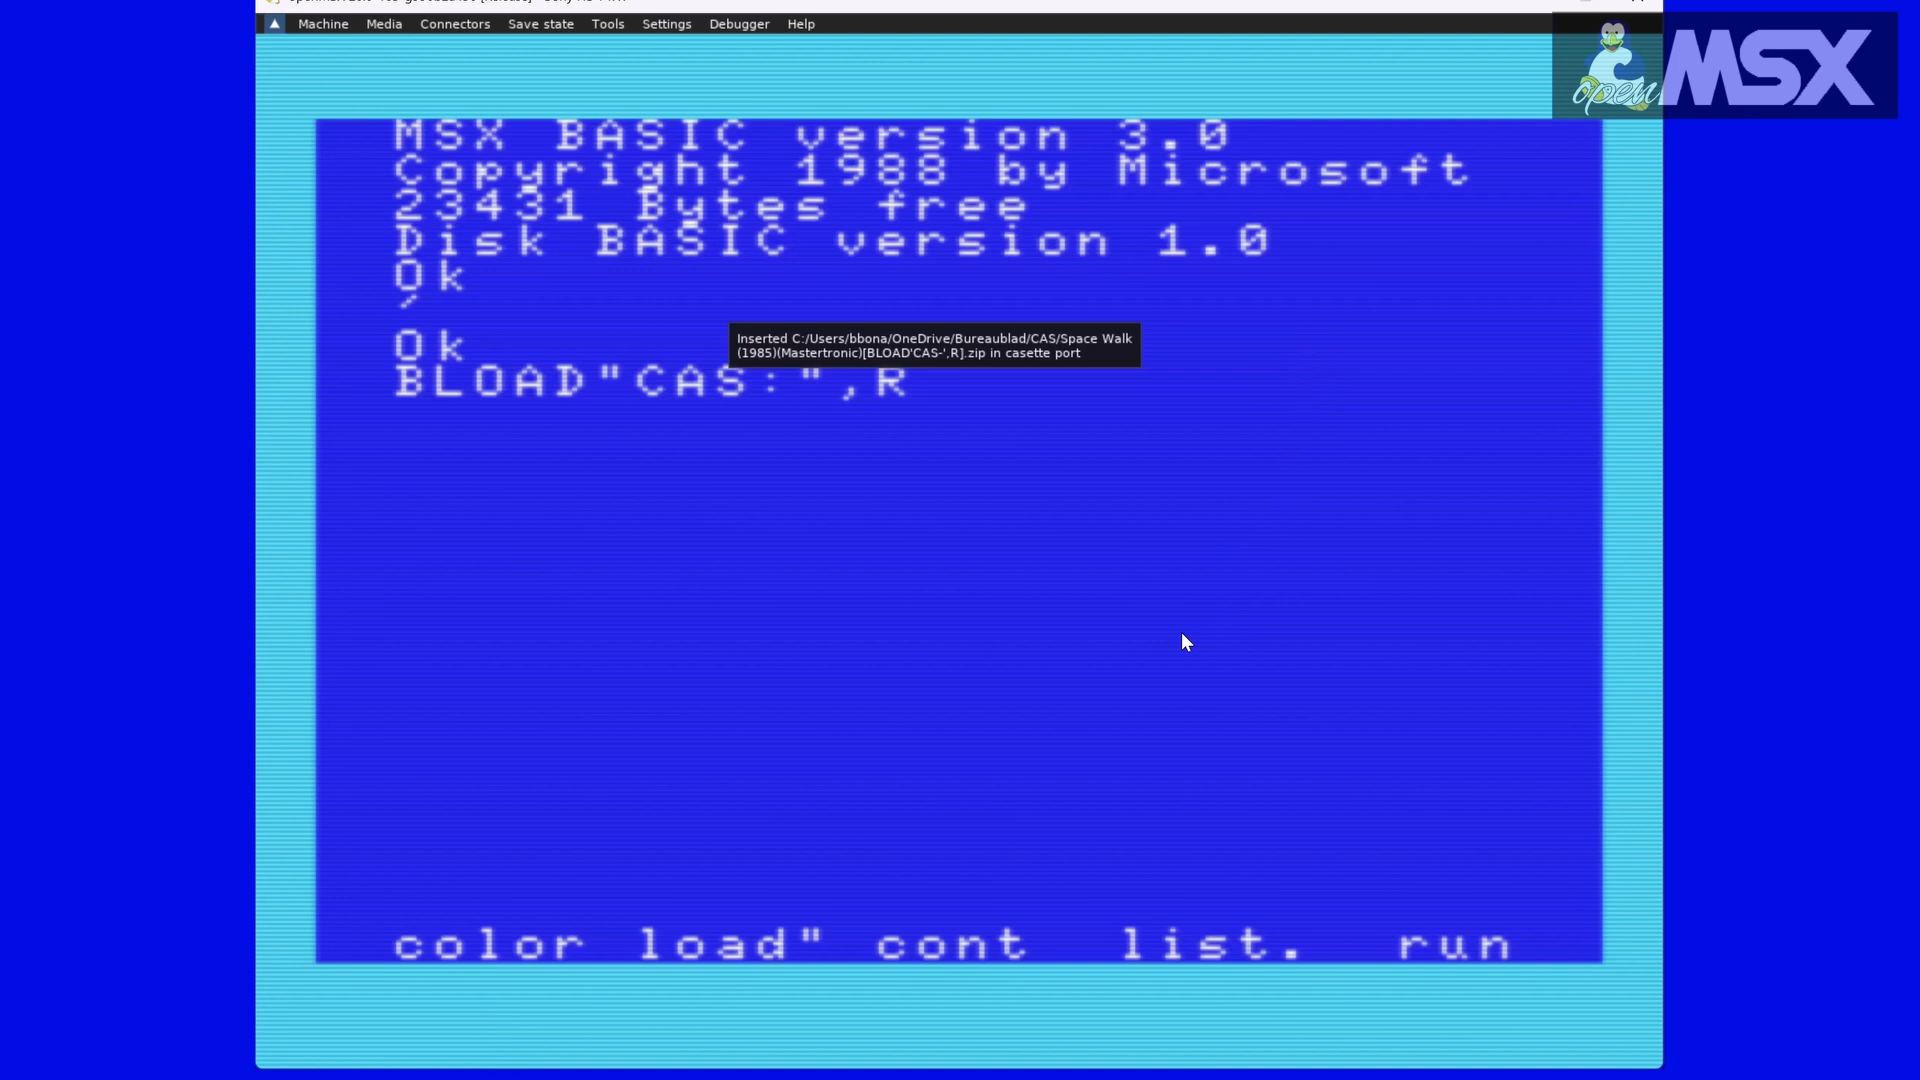 Machine Media Connectors Save state Tools Settings Debugger Help
open MSX
MSX BASIC version 3.0
Copyright 1988 by Microsoft
23431 Bytes free
Disk BASIC version 1.0
Ok
'
Ok
Inserted C:/Users/bbona/OneDrive/Bureaublad/CAS/Space Walk
(1985)(Mastertronic)[BLOAD'CAS-',R].zip in casette port
BLOAD"CAS:",R
color load" cont list. run